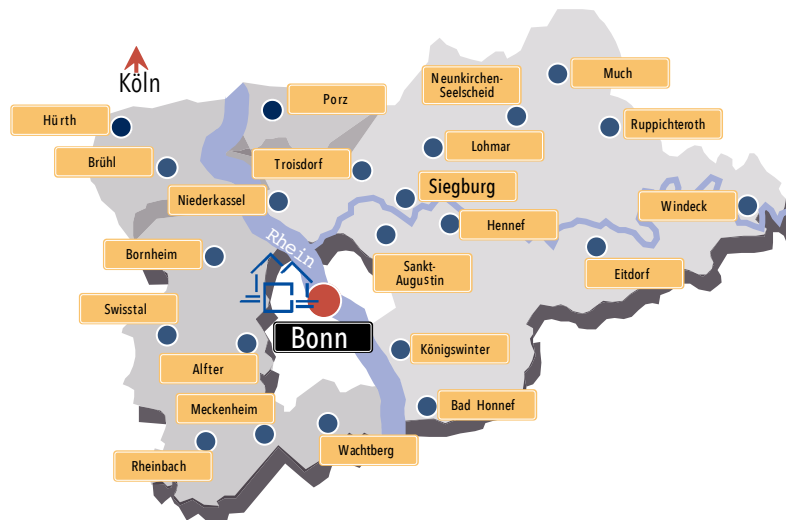 Köln
Hürth
Porz
Neunkirchen-
Seelscheid
Much
Ruppichteroth
Brühl
Troisdorf
Lohmar
Niederkassel
Siegburg
Windeck
Hennef
Bornheim
Rhein
Sankt-
Augustin
Eitdorf
Swisstal
Bonn
Königswinter
Alfter
Meckenheim
Bad Honnef
Wachtberg
Rheinbach